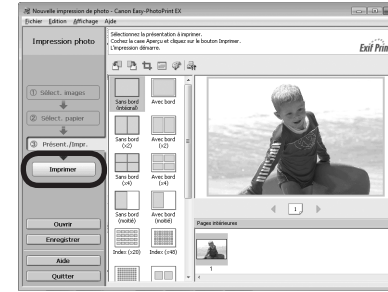 Nouvelle impression de photo - Canon Easy-PhotoPrint EX
Fichier Edition Affichage Aide
Impression photo
Sélectionnez la présentation à imprimer.
Cochez la case Aperçu et cliquez sur le bouton Imprimer.
L'impression démarre.
Exif Prin
1 Sélect. images
2 Sélect. papier
3 Présent./Impr.
Imprimer
Ouvrir
Enregistrer
Aide
Quitter
Sans bord (intégral)
Avec bord
Sans bord (x2)
Avec bord (x2)
Sans bord (x4)
Avec bord (x4)
Sans bord (moitié)
Avec bord (moitié)
Index (x20)
Index (x48)
1
Pages intérieures
1